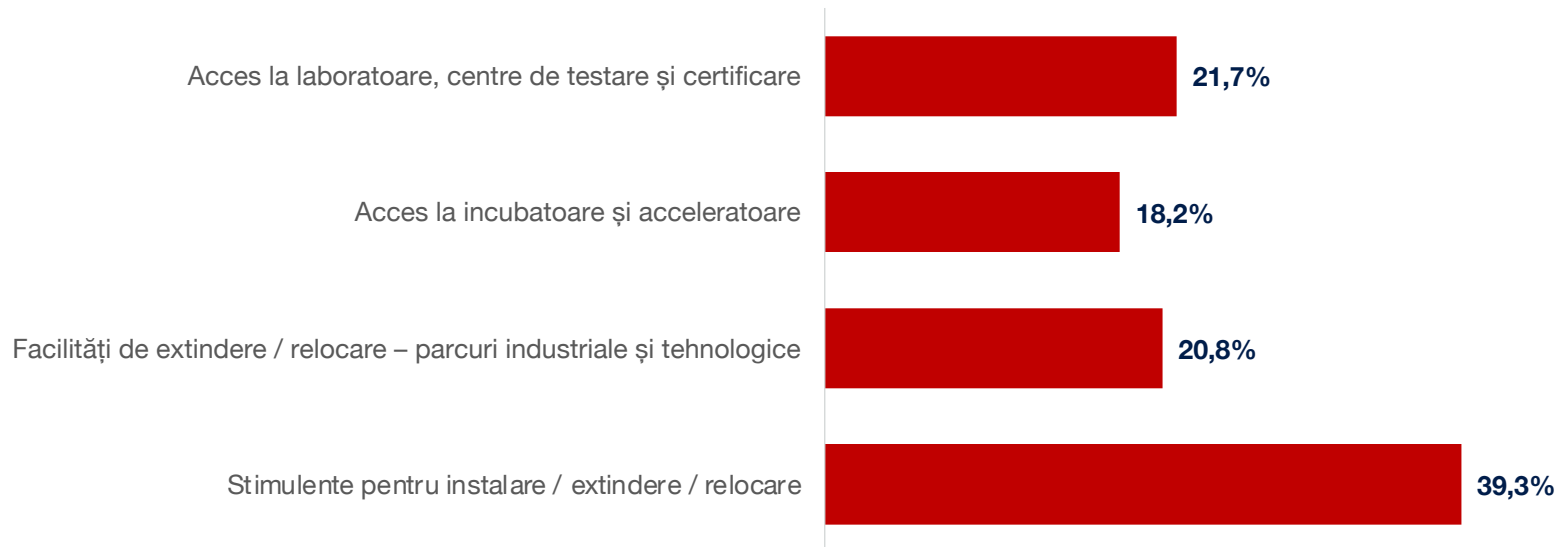 Acces la laboratoare, centre de testare și certificare
21,7%
Acces la incubatoare și acceleratoare
18,2%
Facilități de extindere / relocare – parcuri industriale și tehnologice
20,8%
Stimulente pentru instalare / extindere / relocare
39,3%